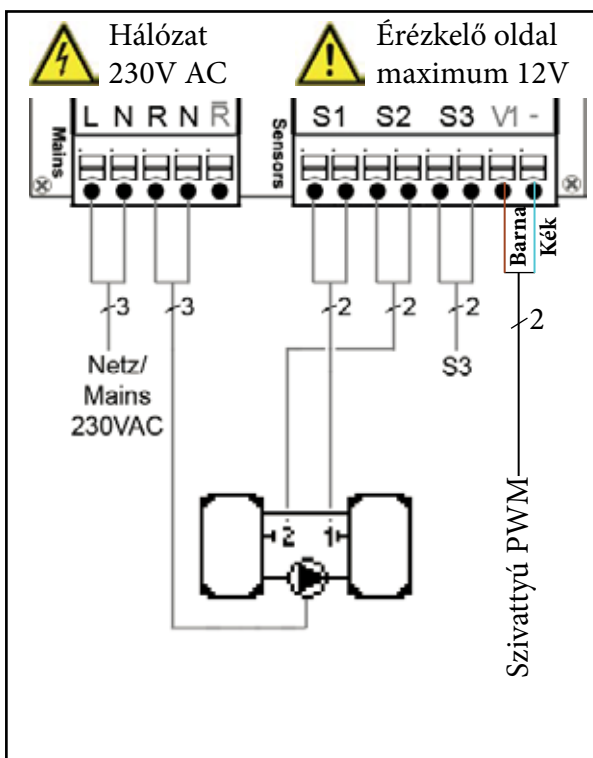 Hálózat
230V AC
Érézkelő oldal
maximum 12V
Mains
L N R N R̅
Sensors
S1 S2 S3 V1 -
Barna
Kék
3
3
2
2
2
2
Netz/
Mains
230VAC
S3
2
1
Szivattyú PWM